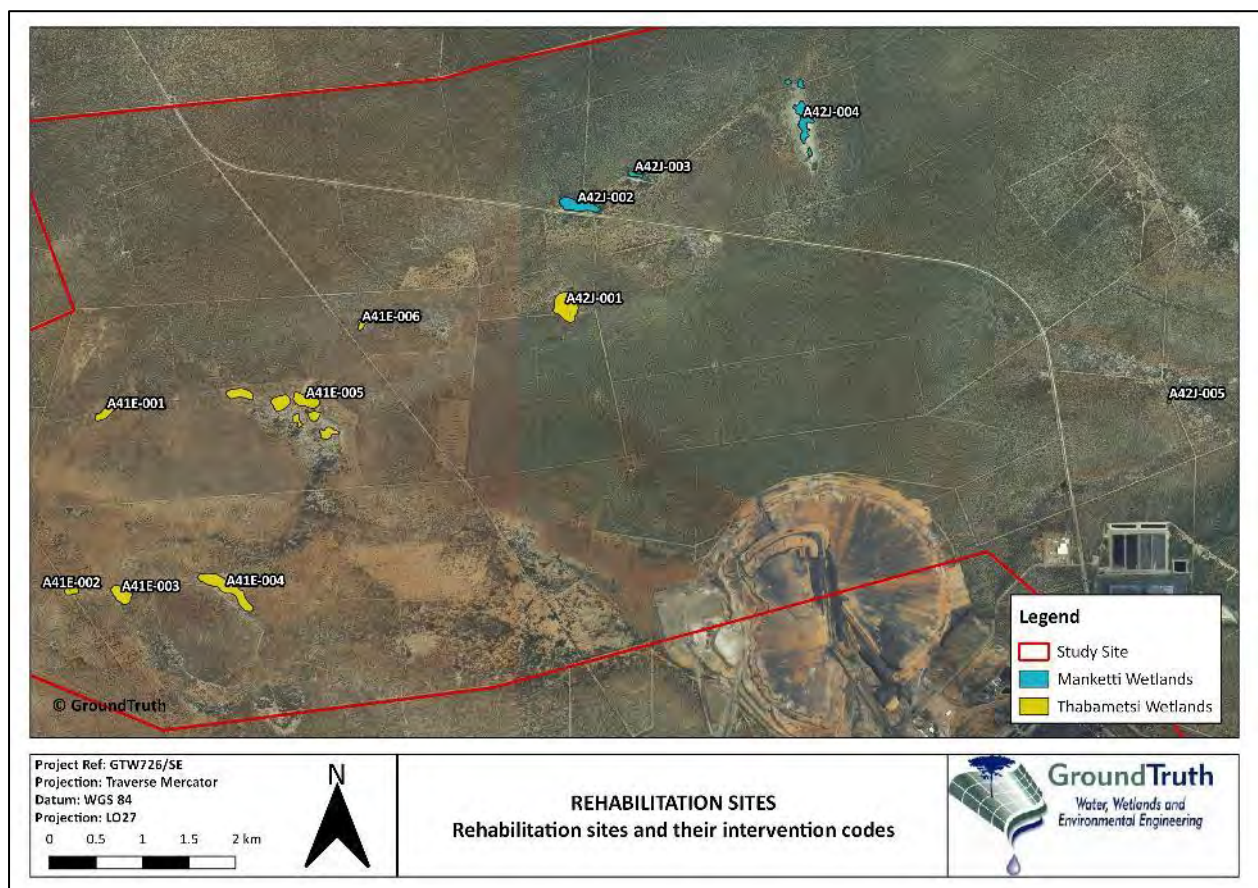 A42J-004
A42J-003
A42J-002
A42J-001
A41E-006
A41E-005
A41E-001
A42J-005
A41E-002
A41E-003
A41E-004
Legend
Study Site
Manketti Wetlands
Thabametsi Wetlands
© GroundTruth
Project Ref: GTW726/SE
Projection: Traverse Mercator
Datum: WGS 84
Projection: LO27
0 0.5 1 1.5 2 km
N
REHABILITATION SITES
Rehabilitation sites and their intervention codes
GroundTruth
Water, Wetlands and
Environmental Engineering